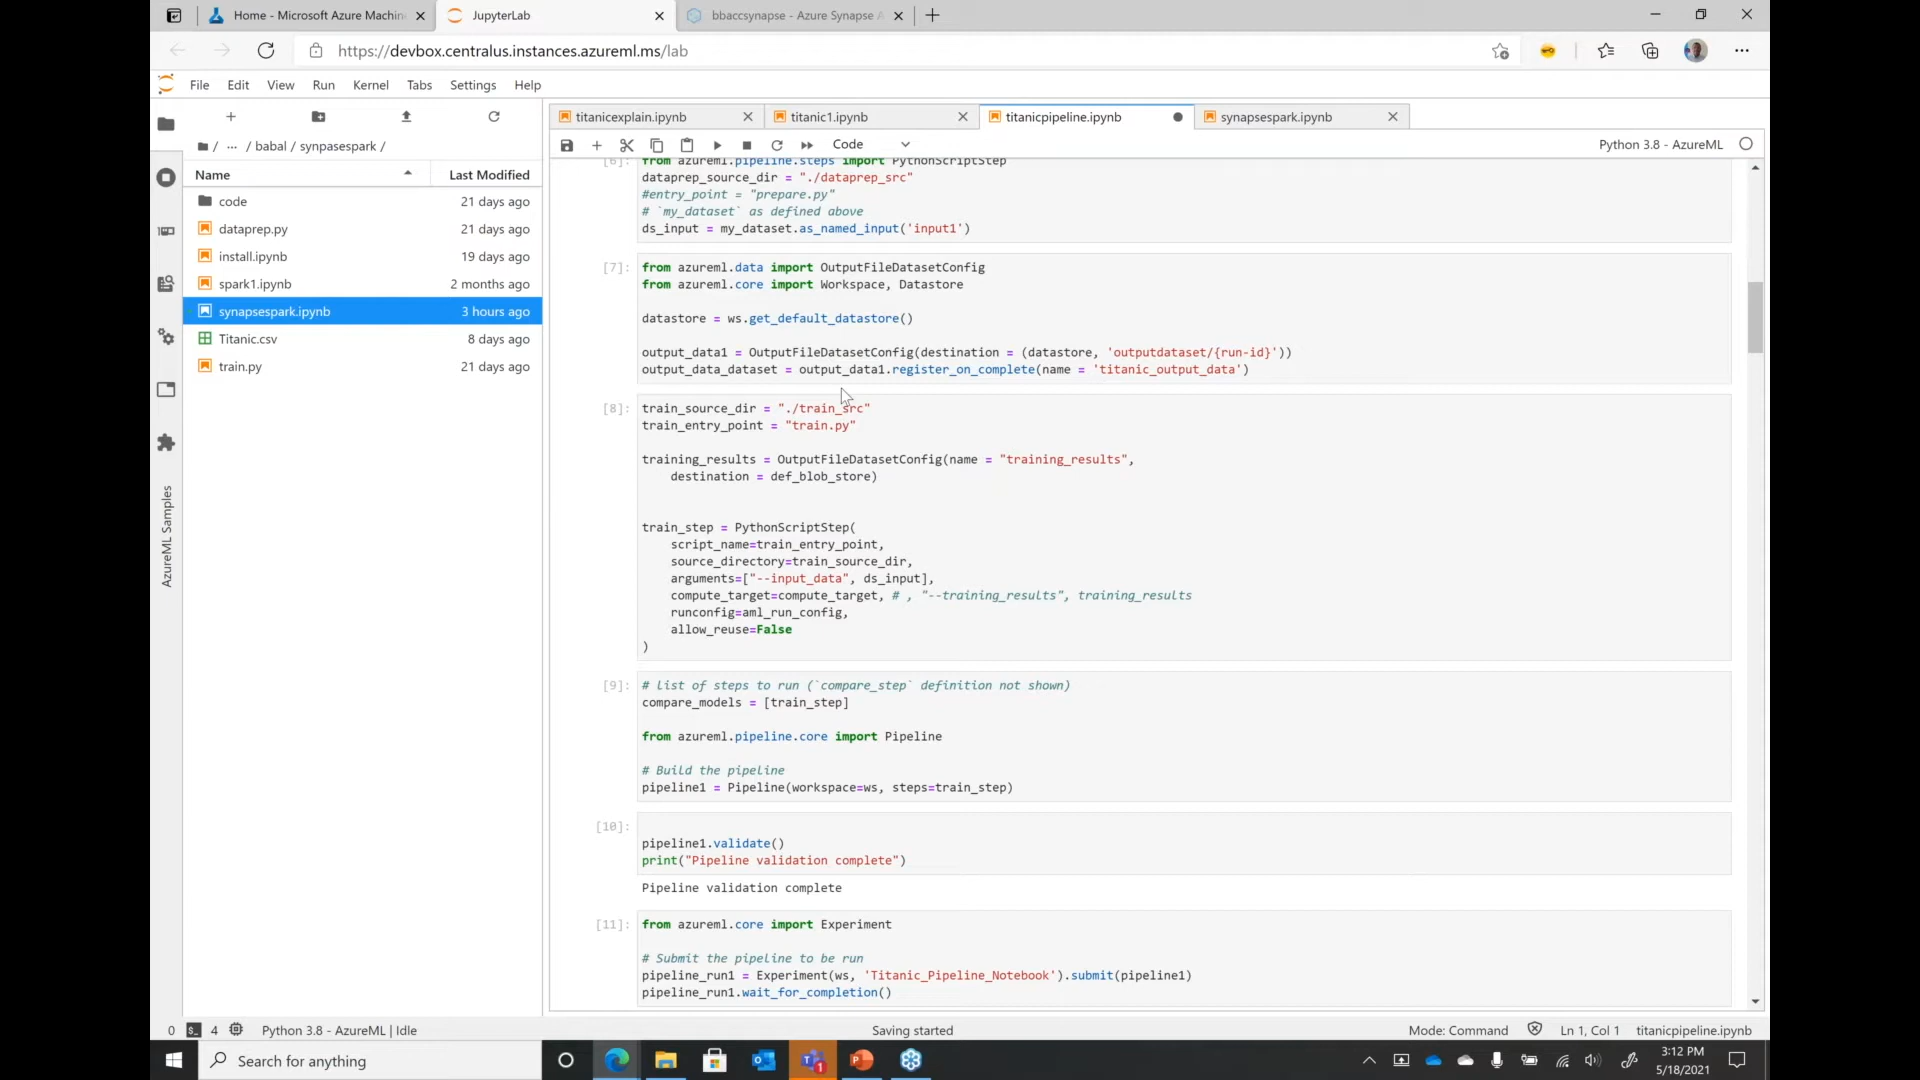 Home - Microsoft Azure Machin
JupyterLab
bbaccsynapse - Azure Synapse A
https://devbox.centralus.instances.azureml.ms/lab
File Edit View Run Kernel Tabs Settings Help
/ ... / babal / synpasespark /
Name Last Modified
code 21 days ago
dataprep.py 21 days ago
install.ipynb 19 days ago
spark1.ipynb 2 months ago
synapsespark.ipynb 3 hours ago
Titanic.csv 8 days ago
train.py 21 days ago
AzureML Samples
titanicexplain.ipynb
titanic1.ipynb
titanicpipeline.ipynb
synapsespark.ipynb
Code
Python 3.8 - AzureML
[6]: from azureml.pipeline.steps import PythonScriptStep
dataprep_source_dir = "./dataprep_src"
#entry_point = "prepare.py"
# `my_dataset` as defined above
ds_input = my_dataset.as_named_input('input1')
[7]: from azureml.data import OutputFileDatasetConfig
from azureml.core import Workspace, Datastore
datastore = ws.get_default_datastore()
output_data1 = OutputFileDatasetConfig(destination = (datastore, 'outputdataset/{run-id}'))
output_data_dataset = output_data1.register_on_complete(name = 'titanic_output_data')
[8]: train_source_dir = "./train_src"
train_entry_point = "train.py"
training_results = OutputFileDatasetConfig(name = "training_results",
destination = def_blob_store)
train_step = PythonScriptStep(
script_name=train_entry_point,
source_directory=train_source_dir,
arguments=["--input_data", ds_input],
compute_target=compute_target, # , "--training_results", training_results
runconfig=aml_run_config,
allow_reuse=False
)
[9]: # list of steps to run (`compare_step` definition not shown)
compare_models = [train_step]
from azureml.pipeline.core import Pipeline
# Build the pipeline
pipeline1 = Pipeline(workspace=ws, steps=train_step)
[10]:
pipeline1.validate()
print("Pipeline validation complete")
Pipeline validation complete
[11]: from azureml.core import Experiment
# Submit the pipeline to be run
pipeline_run1 = Experiment(ws, 'Titanic_Pipeline_Notebook').submit(pipeline1)
pipeline_run1.wait_for_completion()
0 4 Python 3.8 - AzureML | Idle
Saving started
Mode: Command Ln 1, Col 1 titanicpipeline.ipynb
Search for anything
1
3:12 PM
5/18/2021